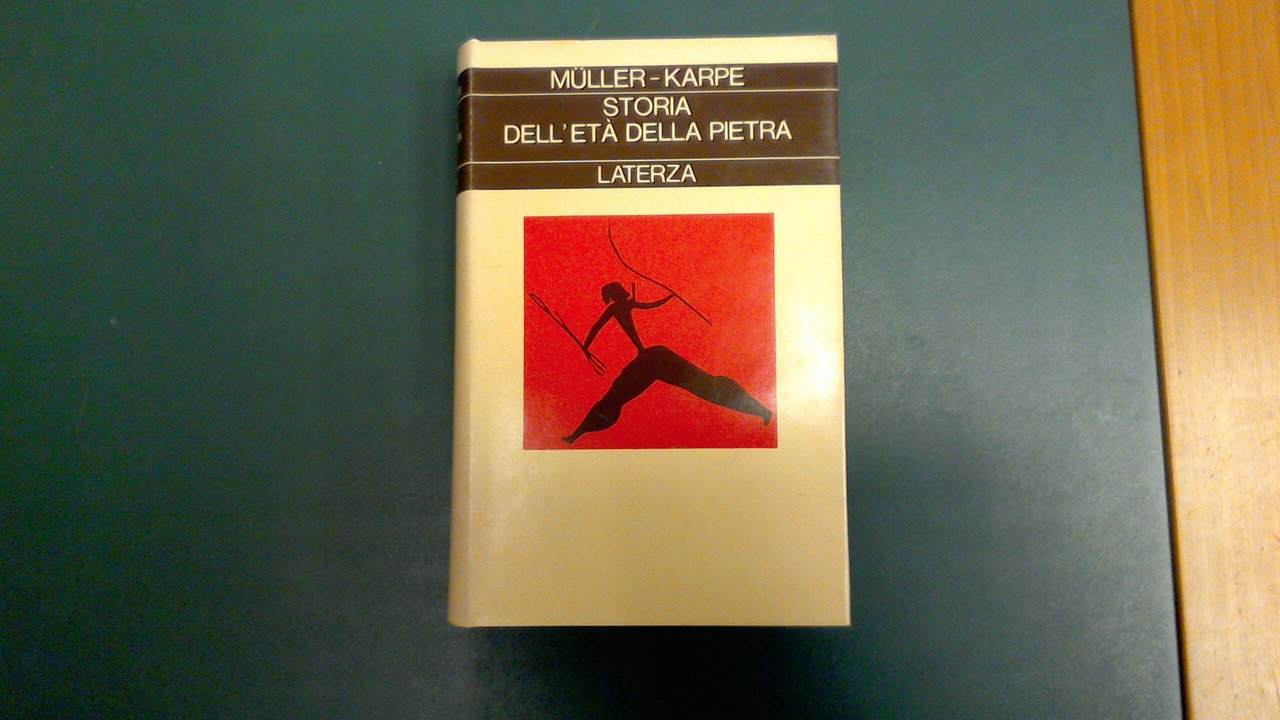 MÜLLER-KARPE
STORIA
DELL'ETÀ DELLA PIETRA
LATERZA